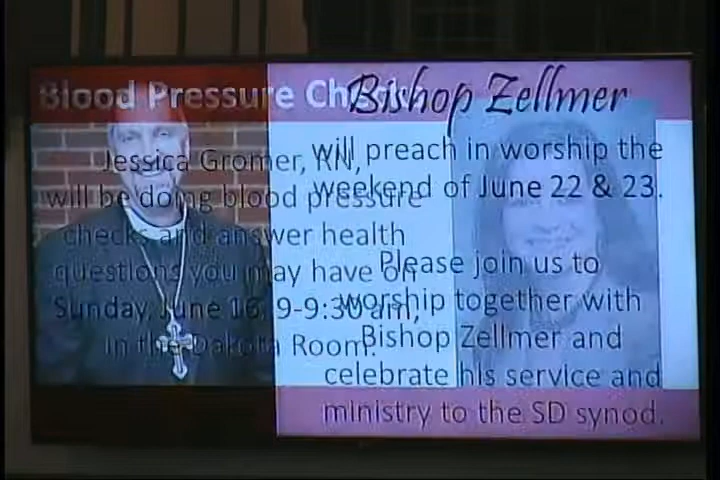 Blood Pressure Checks
Jessica Gromer, RN,
will be doing blood pressure
checks and answer health
questions you may have on
Sunday, June 16, 9-9:30 am,
in the Dakota Room.
Bishop Zellmer
will preach in worship the
weekend of June 22 & 23.
Please join us to
worship together with
Bishop Zellmer and
celebrate his service and
ministry to the SD synod.